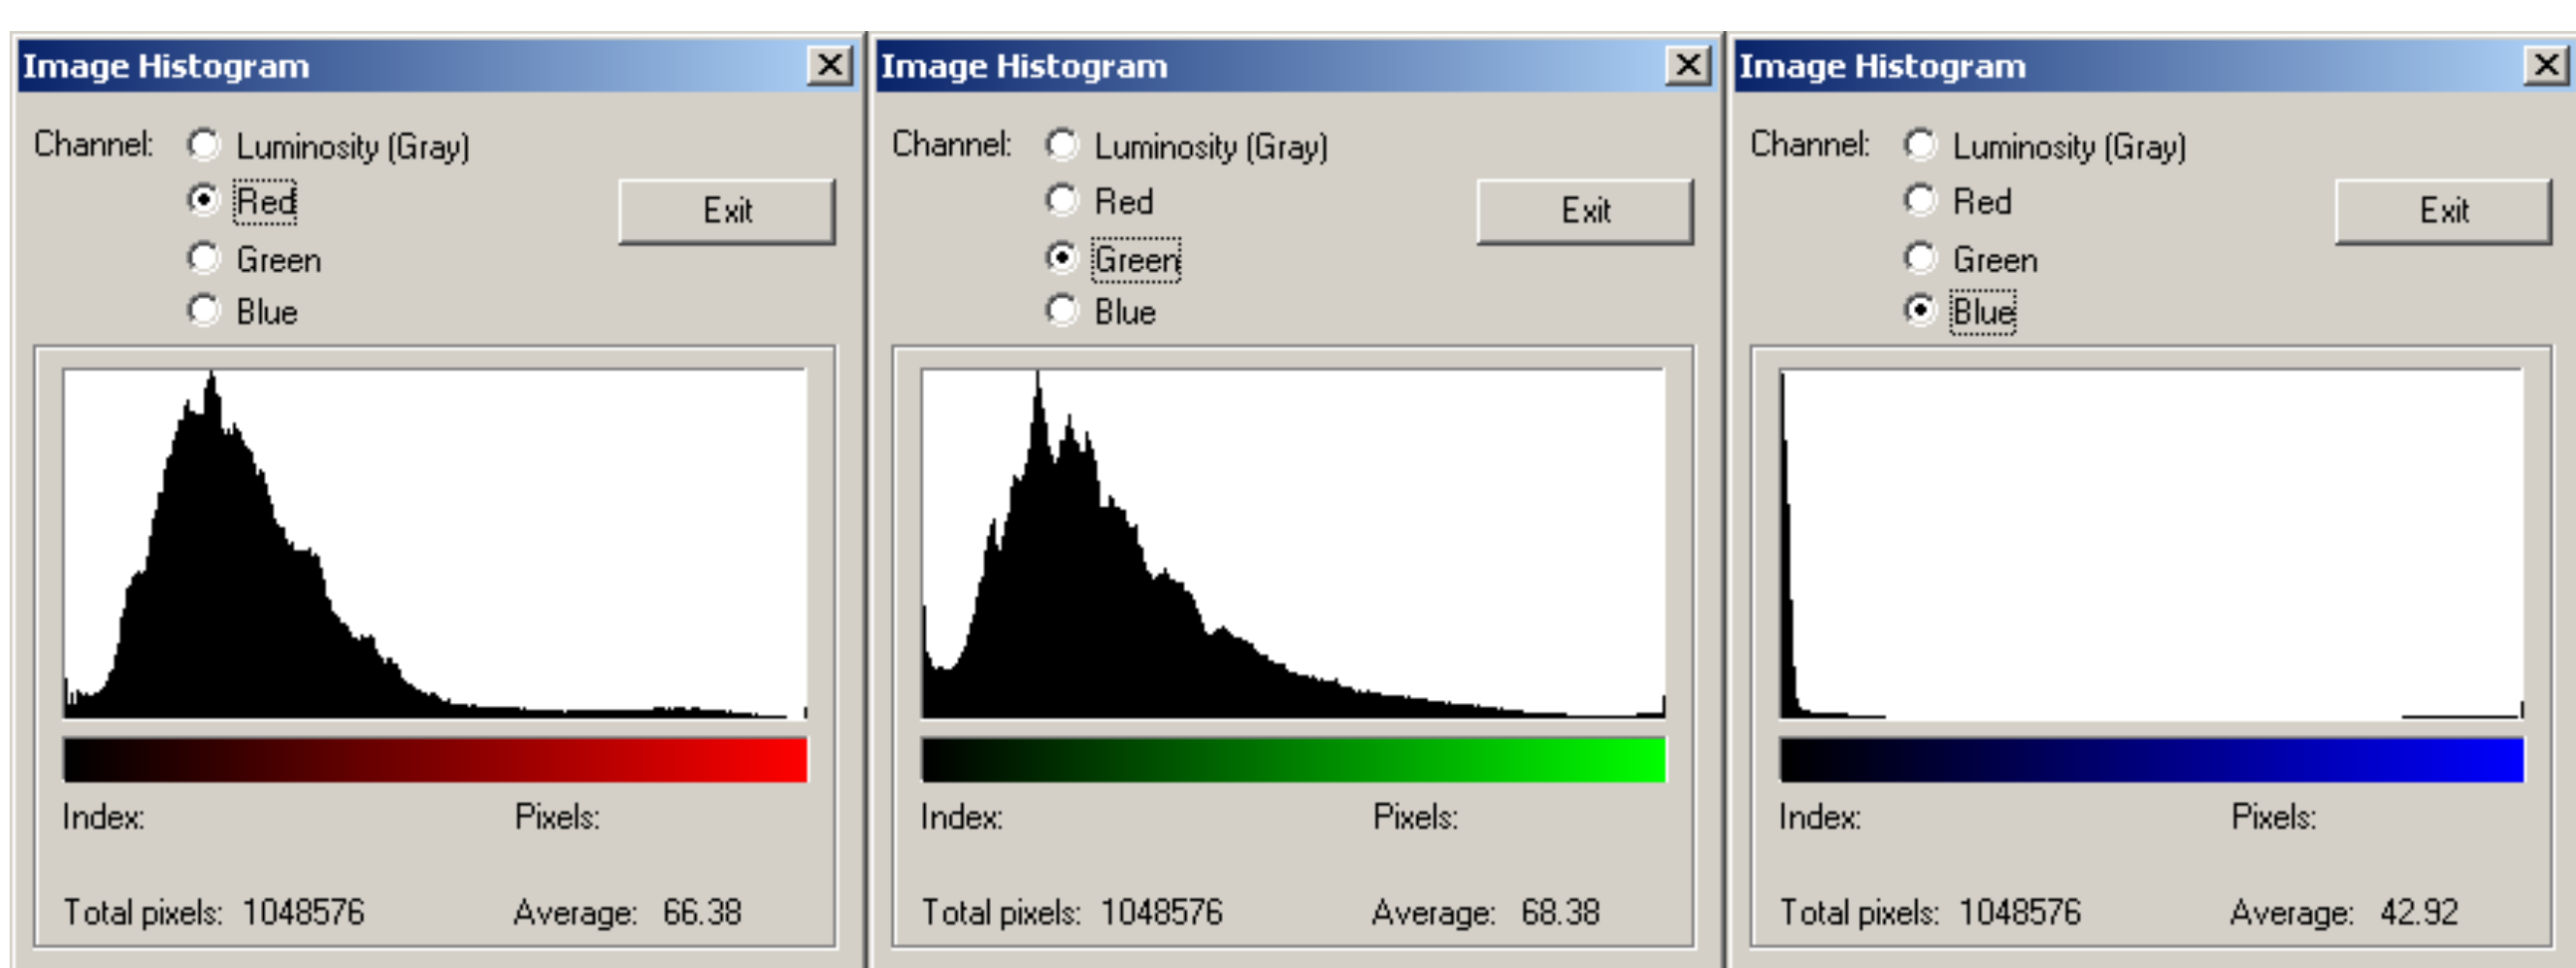 Image Histogram
Channel:
Luminosity (Gray)
Red
Exit
Green
Blue
Index:
Pixels:
Total pixels: 1048576
Average: 66.38
Image Histogram
Channel:
Luminosity (Gray)
Red
Exit
Green
Blue
Index:
Pixels:
Total pixels: 1048576
Average: 68.38
Image Histogram
Channel:
Luminosity (Gray)
Red
Exit
Green
Blue
Index:
Pixels:
Total pixels: 1048576
Average: 42.92